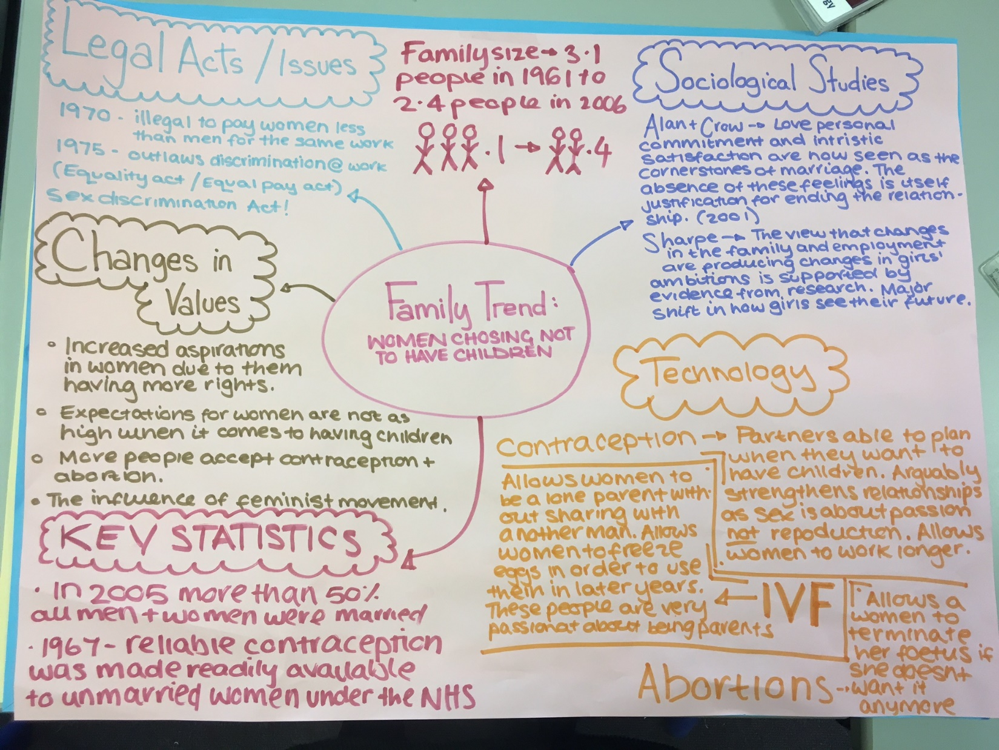 Legal Acts / Issues
1970 - illegal to pay women less
than men for the same work
1975 - outlaws discrimination @ work
(Equality act / Equal pay act)
Sex discrimination Act!
Family size → 3.1
people in 1961 to
2.4 people in 2006
.1 → .4
Sociological Studies
Alan + Crow → Love personal
commitment and intristic
satisfaction are now seen as the
cornerstones of marriage. The
absence of these feelings is itself
justification for ending the relation-
ship. (2001)
Sharpe → The view that changes
in the family and employment
are producing changes in girls'
ambitions is supported by
evidence from research. Major
shift in how girls see their future.
Changes in
Values
• Increased aspirations
in women due to them
having more rights.
• Expectations for women are not as
high when it comes to having children
• More people accept contraception +
abortion.
• The influence of feminist movement.
Family Trend:
WOMEN CHOSING NOT
TO HAVE CHILDREN
Technology
Contraception → Partners able to plan
when they want to
have children. Arguably
strengthens relationships
as sex is about passion
not repoduction. Allows
women to work longer.
Allows women to
be a lone parent with-
out sharing with
another man. Allows
women to freeze
eggs in order to use
them in later years.
These people are very
passionat about being parents
← IVF
Abortions →
Allows a
women to
terminate
her foetus if
she doesnt
want it
anymore
KEY STATISTICS
• In 2005 more than 50%
all men + women were married
• 1967 - reliable contraception
was made readily available
to unmarried women under the NHS